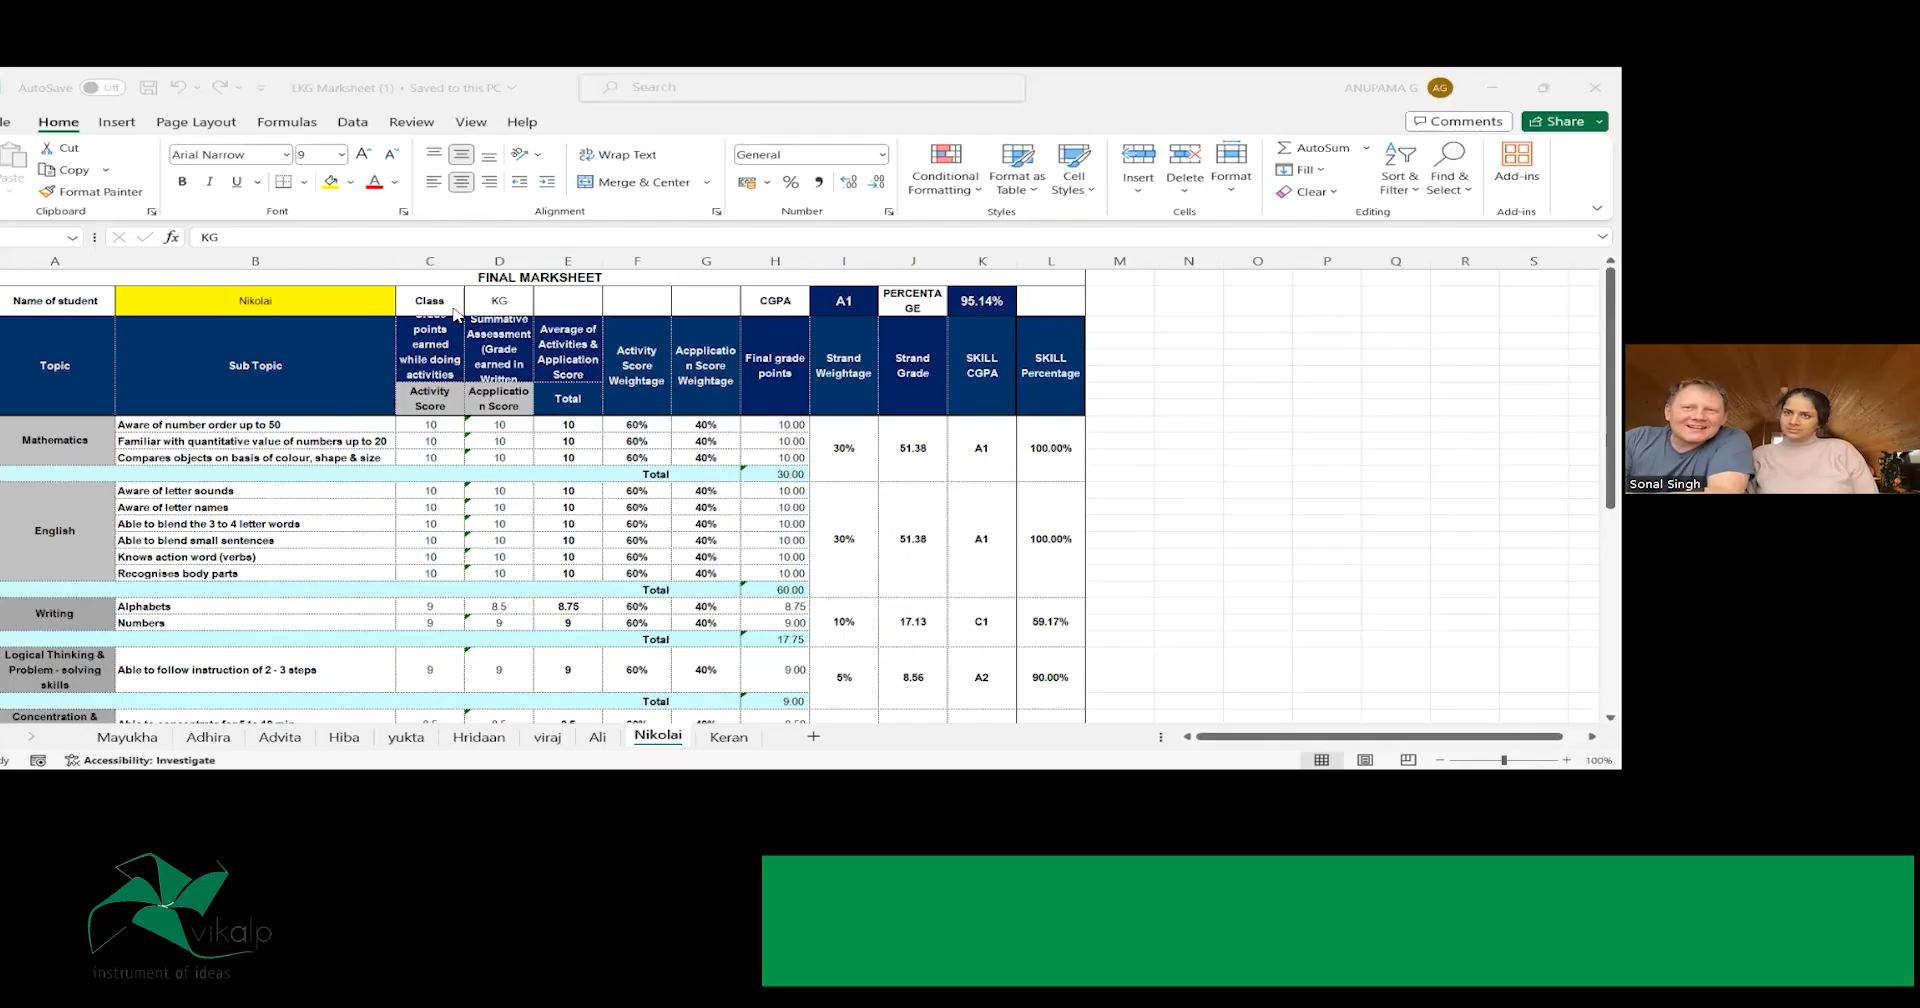 AutoSave Off LKG Marksheet (1) • Saved to this PC Search ANUPAMA G AG
Home Insert Page Layout Formulas Data Review View Help Comments Share
Cut
Copy
Format Painter
Clipboard
Arial Narrow 9
B I U
Font
Wrap Text
Merge & Center
Alignment
General
Number
Conditional Formatting
Format as Table
Cell Styles
Styles
Insert Delete Format
Cells
AutoSum
Fill
Clear
Sort & Filter
Find & Select
Editing
Add-ins
Add-ins
fx KG
A B C D E F G H I J K L M N O P Q R S
FINAL MARKSHEET
Name of student Nikolai Class KG CGPA A1 PERCENTAGE 95.14%
Topic
Sub Topic
points earned while doing activities
Activity Score
Summative Assessment (Grade earned in Written
Acpplication Score
Average of Activities & Application Score
Total
Activity Score Weightage
Acpplication Score Weightage
Final grade points
Strand Weightage
Strand Grade
SKILL CGPA
SKILL Percentage
Mathematics
Aware of number order up to 50 10 10 10 60% 40% 10.00
Familiar with quantitative value of numbers up to 20 10 10 10 60% 40% 10.00
Compares objects on basis of colour, shape & size 10 10 10 60% 40% 10.00
Total 30.00
30% 51.38 A1 100.00%
English
Aware of letter sounds 10 10 10 60% 40% 10.00
Aware of letter names 10 10 10 60% 40% 10.00
Able to blend the 3 to 4 letter words 10 10 10 60% 40% 10.00
Able to blend small sentences 10 10 10 60% 40% 10.00
Knows action word (verbs) 10 10 10 60% 40% 10.00
Recognises body parts 10 10 10 60% 40% 10.00
Total 60.00
30% 51.38 A1 100.00%
Writing
Alphabets 9 8.5 8.75 60% 40% 8.75
Numbers 9 9 9 60% 40% 9.00
Total 17.75
10% 17.13 C1 59.17%
Logical Thinking & Problem - solving skills
Able to follow instruction of 2 - 3 steps 9 9 9 60% 40% 9.00
Total 9.00
5% 8.56 A2 90.00%
Concentration &
Mayukha Adhira Advita Hiba yukta Hridaan viraj Ali Nikolai Keran
Accessibility: Investigate 100%
Sonal Singh
vikalp
instrument of ideas